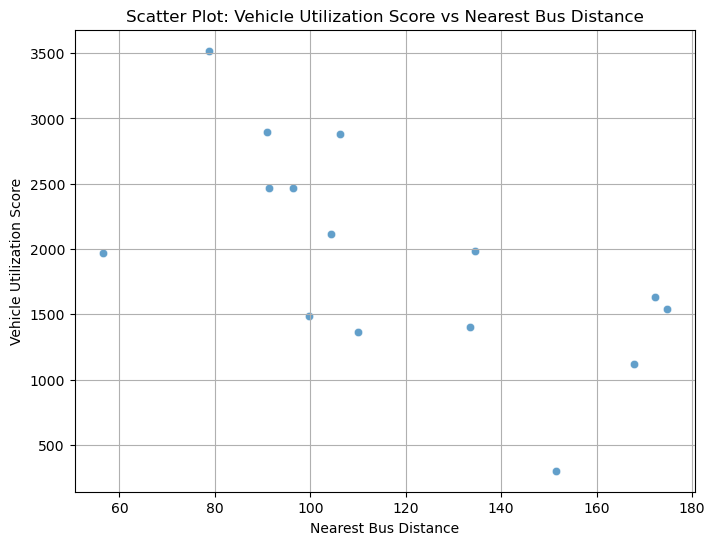 Scatter Plot: Vehicle Utilization Score vs Nearest Bus Distance
3500
3000
2500
2000
1500
1000
500
Vehicle Utilization Score
60 80 100 120 140 160 180
Nearest Bus Distance